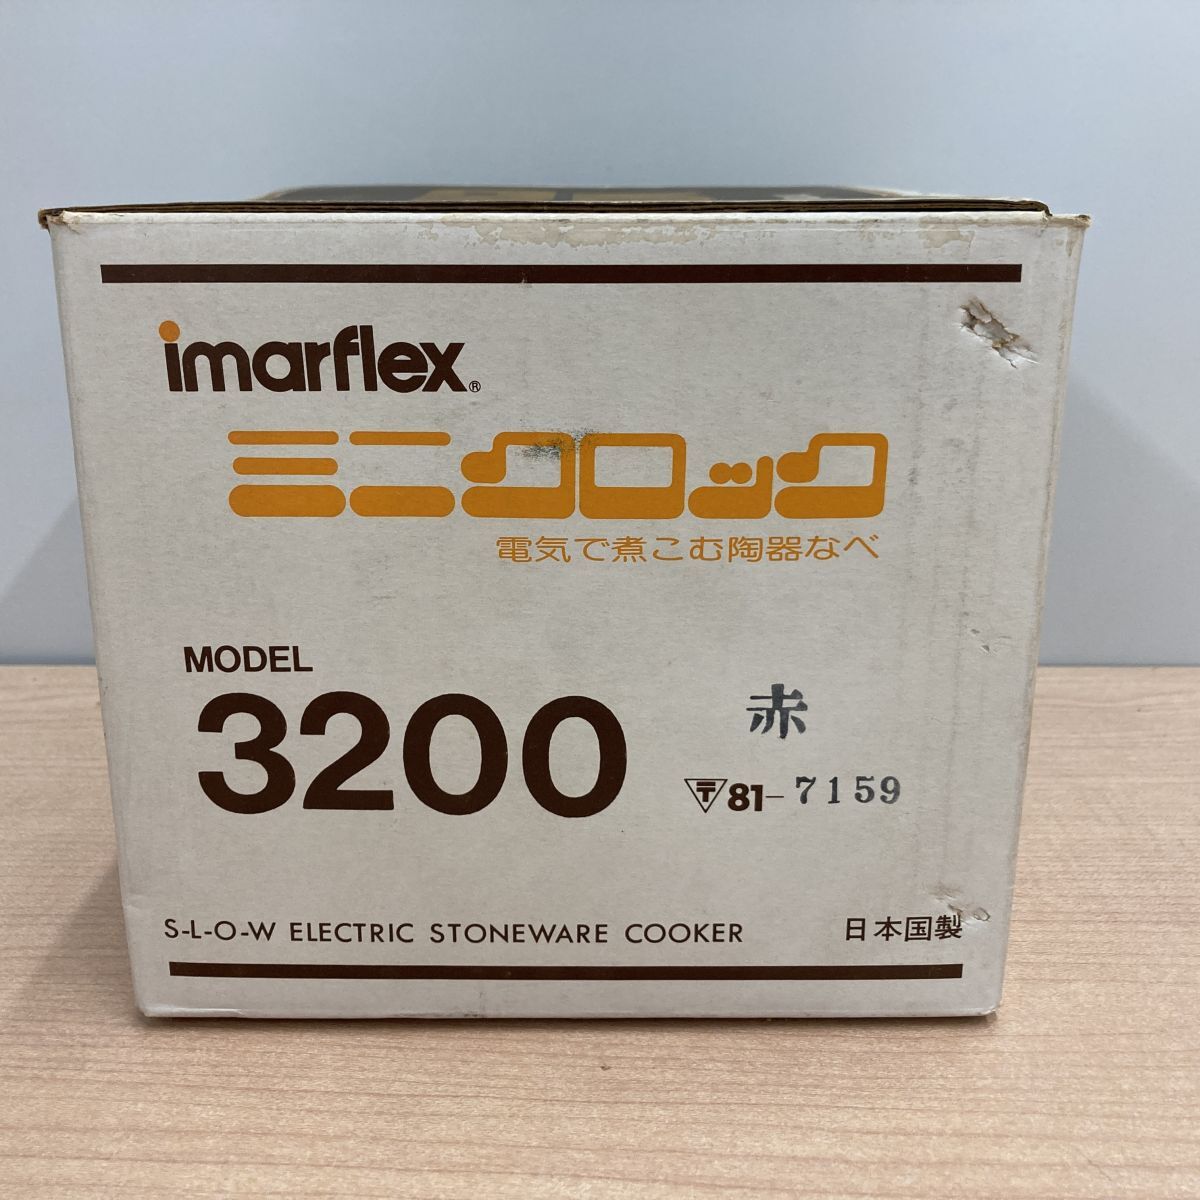 imarflex®
ミニクロック
電気で煮こむ陶器なべ
MODEL
3200
赤
〒81-7159
S-L-O-W ELECTRIC STONEWARE COOKER
日本国製